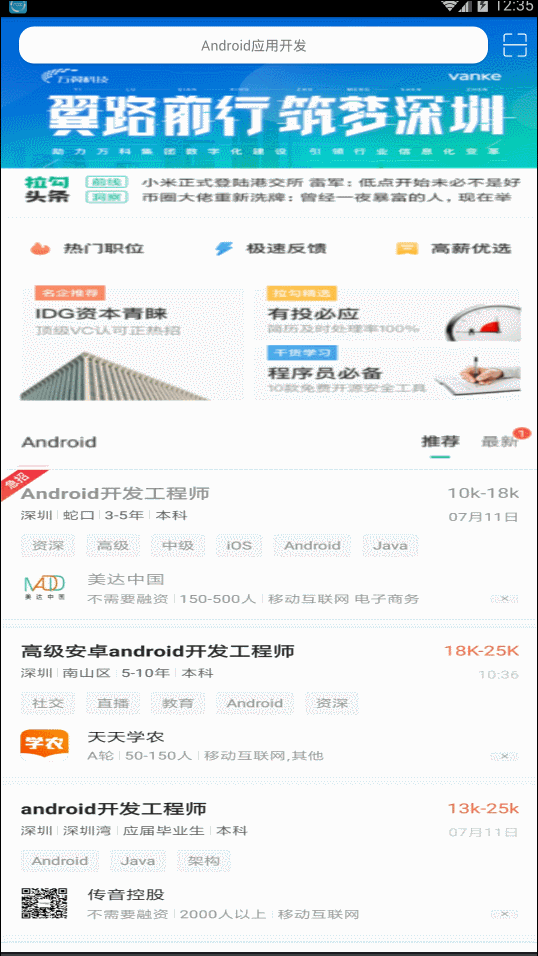 12:35
Android应用开发
万翼科技
vanke
翼路前行 筑梦深圳
助力万科集团数字化建设 引领行业信息化变革
拉勾 前线 小米正式登陆港交所 雷军：低点开始未必不是好
头条 洞察 币圈大佬重新洗牌：曾经一夜暴富的人，现在举
热门职位 极速反馈 高薪优选
名企推荐
IDG资本青睐
顶级VC认可正热招
拉勾精选
有投必应
简历及时处理率100%
干货学习
程序员必备
10款免费开源安全工具
Android 推荐 最新 1
急招
Android开发工程师 10k-18k
深圳 蛇口 3-5年 本科 07月11日
资深 高级 中级 iOS Android Java
美达中国
美达中国
不需要融资 150-500人 移动互联网 电子商务
高级安卓android开发工程师 18K-25K
深圳 南山区 5-10年 本科 10:36
社交 直播 教育 Android 资深
学农
天天学农
A轮 50-150人 移动互联网,其他
android开发工程师 13k-25k
深圳 深圳湾 应届毕业生 本科 07月11日
Android Java 架构
传音控股
不需要融资 2000人以上 移动互联网